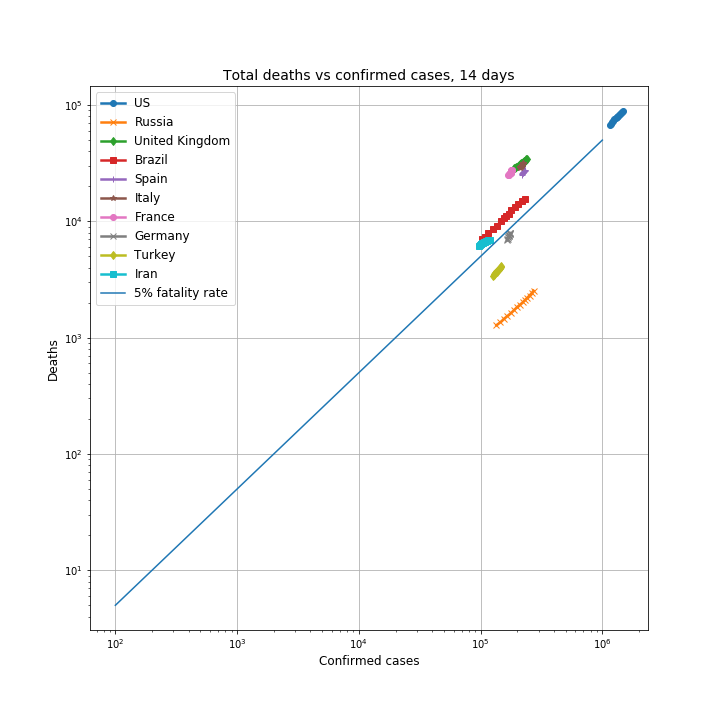 Total deaths vs confirmed cases, 14 days
US
Russia
United Kingdom
Brazil
Spain
Italy
France
Germany
Turkey
Iran
5% fatality rate
Deaths
10⁵
10⁴
10³
10²
10¹
10² 10³ 10⁴ 10⁵ 10⁶
Confirmed cases